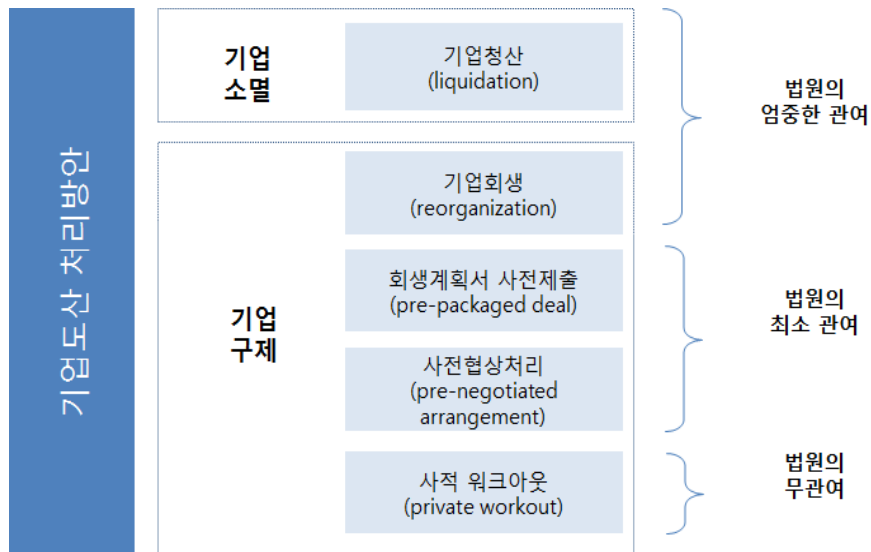 기업도산 처리방안
기업
소멸
기업청산
(liquidation)
법원의
엄중한 관여
기업
구제
기업회생
(reorganization)
회생계획서 사전제출
(pre-packaged deal)
법원의
최소 관여
사전협상처리
(pre-negotiated
arrangement)
사적 워크아웃
(private workout)
법원의
무관여